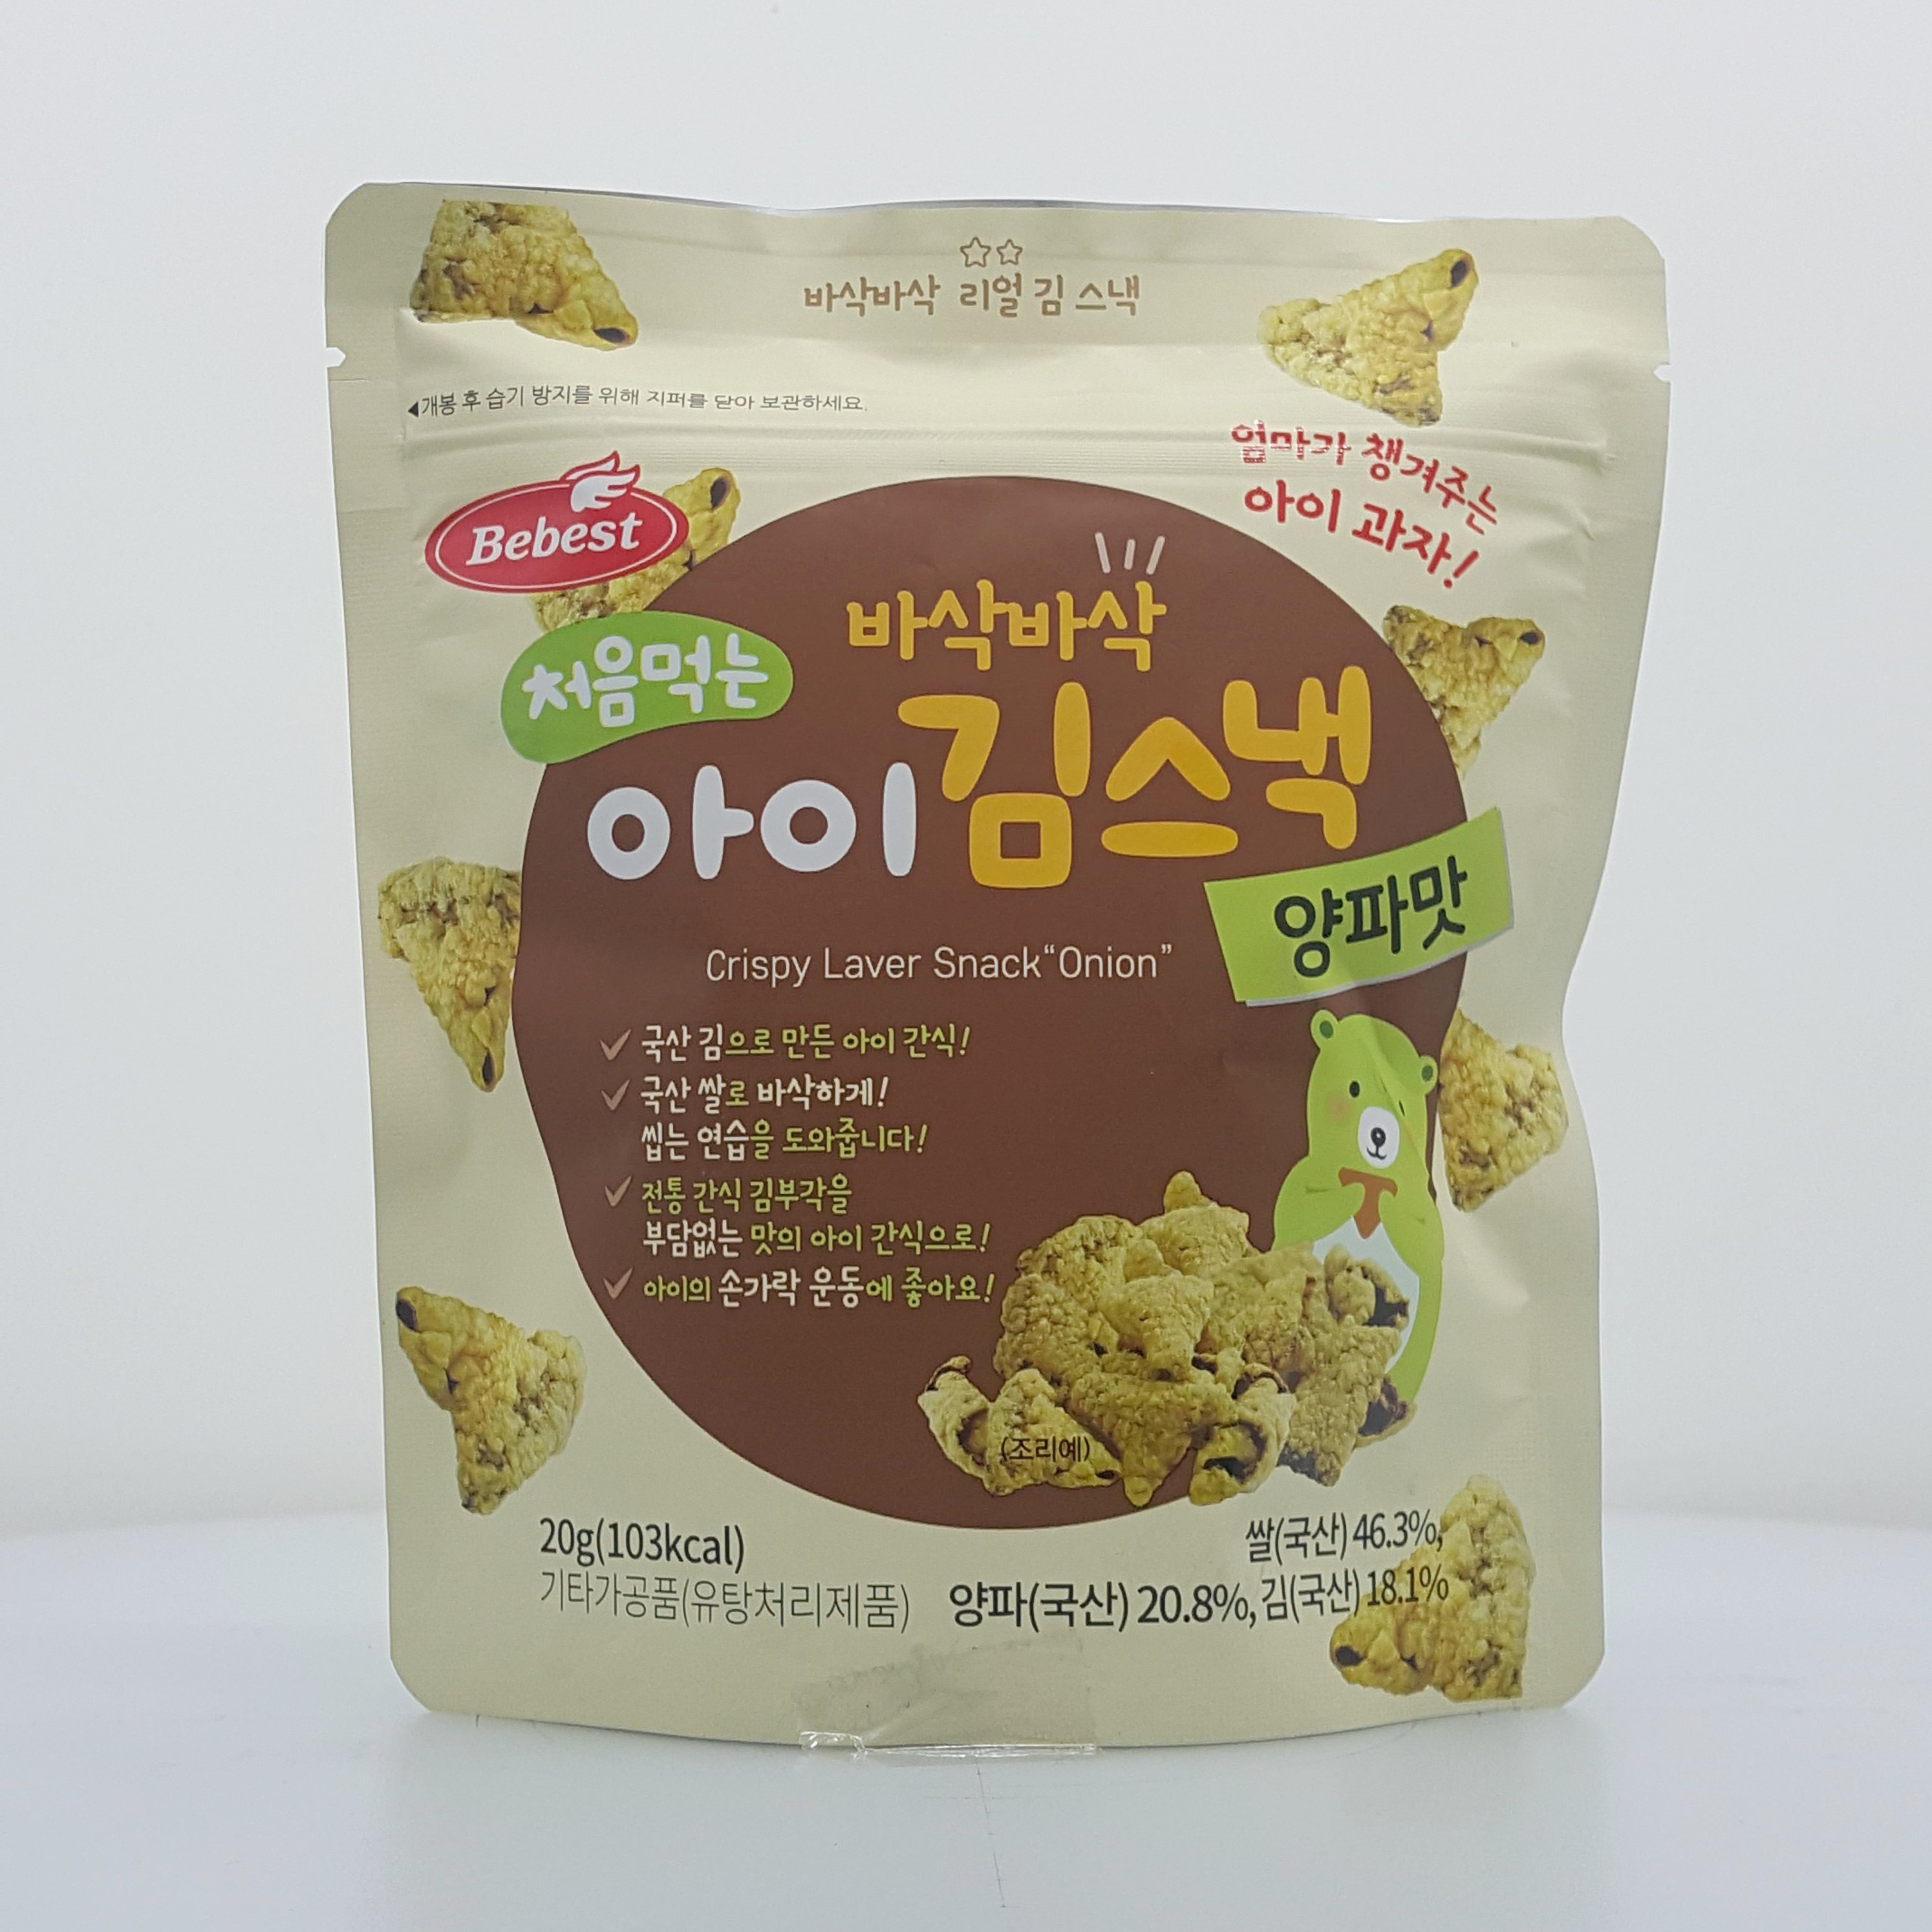 바삭바삭 리얼 김 스낵
◀개봉 후 습기 방지를 위해 지퍼를 닫아 보관하세요.
엄마가 챙겨주는
아이 과자!
Bebest
처음먹는
바삭바삭
아이김스낵
양파맛
Crispy Laver Snack“Onion”
국산 김으로 만든 아이 간식!
국산 쌀로 바삭하게!
씹는 연습을 도와줍니다!
전통 간식 김부각을
부담없는 맛의 아이 간식으로!
아이의 손가락 운동에 좋아요!
(조리예)
20g(103kcal)
기타가공품(유탕처리제품)
쌀(국산) 46.3%,
양파(국산) 20.8%, 김(국산) 18.1%